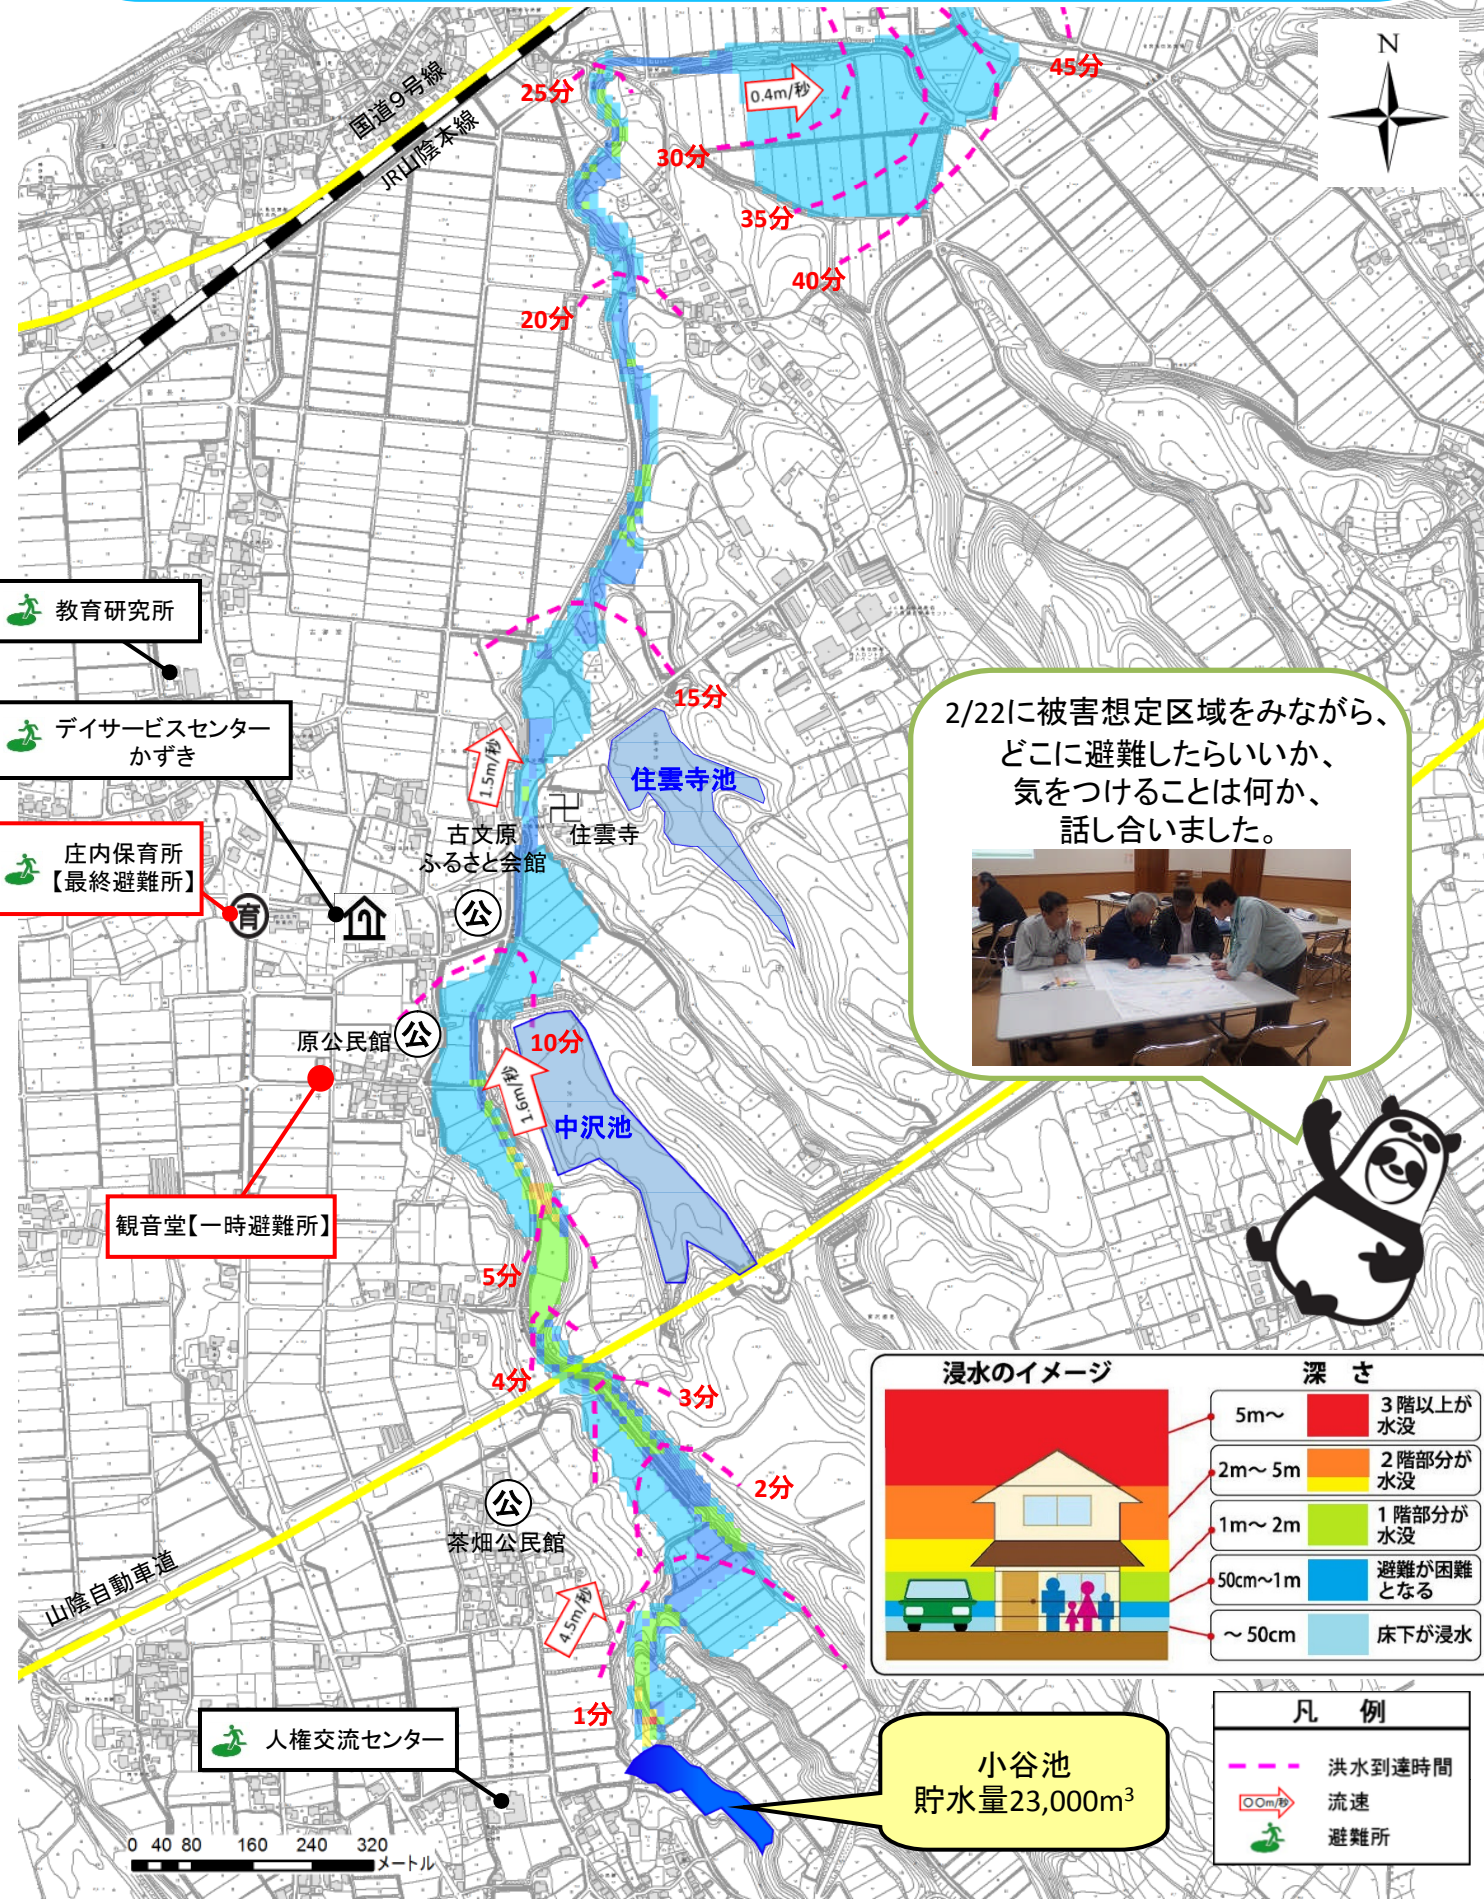 N
国道9号線
JR山陰本線
大山町
25分
0.4m/秒
45分
30分
35分
40分
20分
教育研究所
15分
デイサービスセンター
かずき
1.5m/秒
住雲寺池
2/22に被害想定区域をみながら、
どこに避難したらいいか、
気をつけることは何か、
話し合いました。
古文原
ふるさと会館
卍
住雲寺
庄内保育所
【最終避難所】
育
公
大山町
原公民館
公
10分
1.6m/秒
中沢池
観音堂【一時避難所】
5分
4分
3分
2分
公
茶畑公民館
山陰自動車道
4.5m/秒
1分
人権交流センター
小谷池
貯水量23,000m³
0 40 80 160 240 320
メートル
浸水のイメージ
深さ
5m～
3階以上が
水没
2m～5m
2階部分が
水没
1m～2m
1階部分が
水没
50cm～1m
避難が困難
となる
～50cm
床下が浸水
凡例
洪水到達時間
〇〇m/秒
流速
避難所